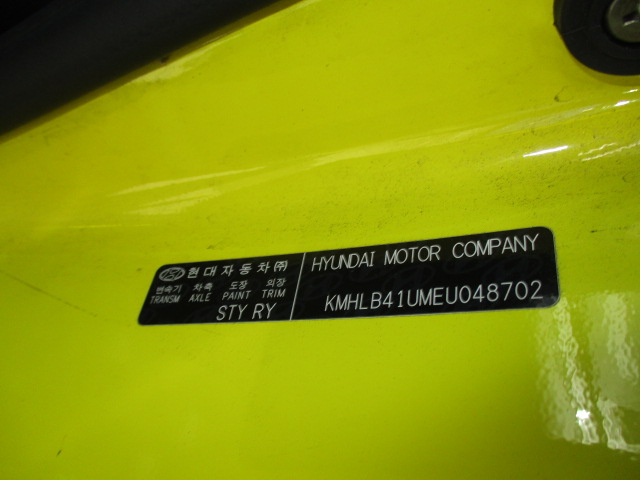 현대자동차㈜
변속기 차축 도장 의장
TRANSM AXLE PAINT TRIM
STY RY
HYUNDAI MOTOR COMPANY
KMHLB41UMEU048702